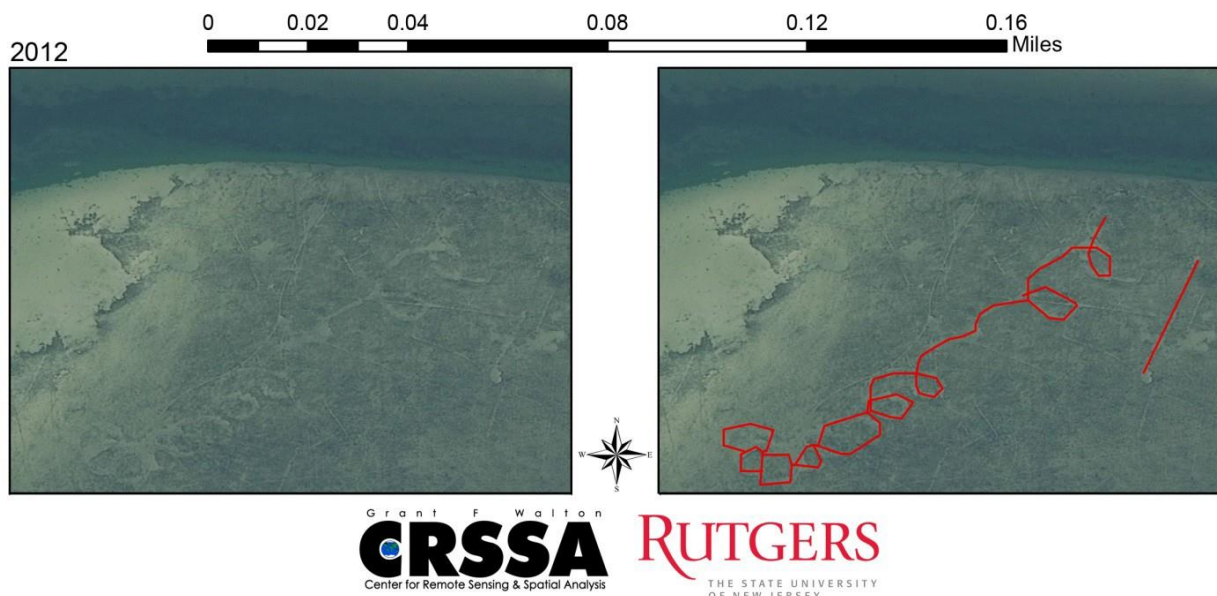 0 0.02 0.04 0.08 0.12 0.16
Miles
2012
N
W E
S
Grant F Walton
CRSSA
Center for Remote Sensing & Spatial Analysis
RUTGERS
THE STATE UNIVERSITY
OF NEW JERSEY